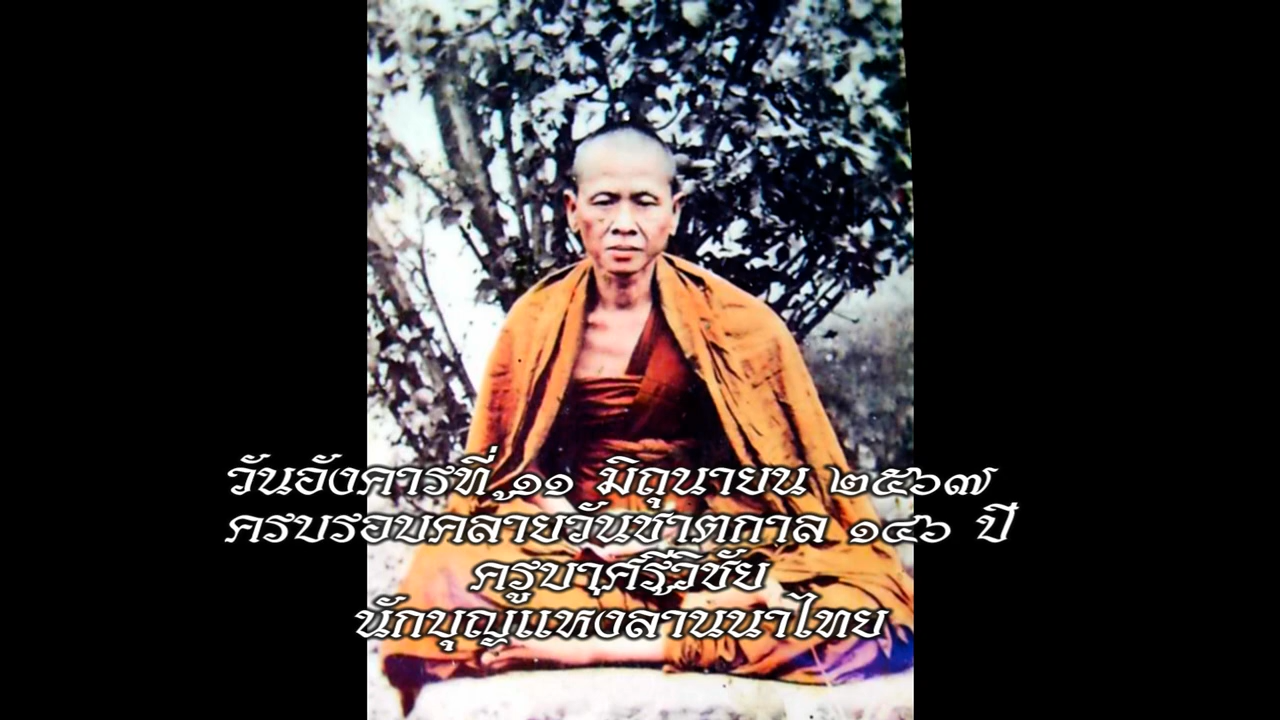 วันอังคารที่ ๑๑ มิถุนายน ๒๕๖๗
ครบรอบคล้ายวันชาตกาล ๑๔๖ ปี
ครูบาศรีวิชัย
นักบุญแห่งลานนาไทย